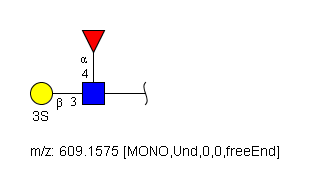 α
4
β 3
3S
m/z: 609.1575 [MONO,Und,0,0,freeEnd]